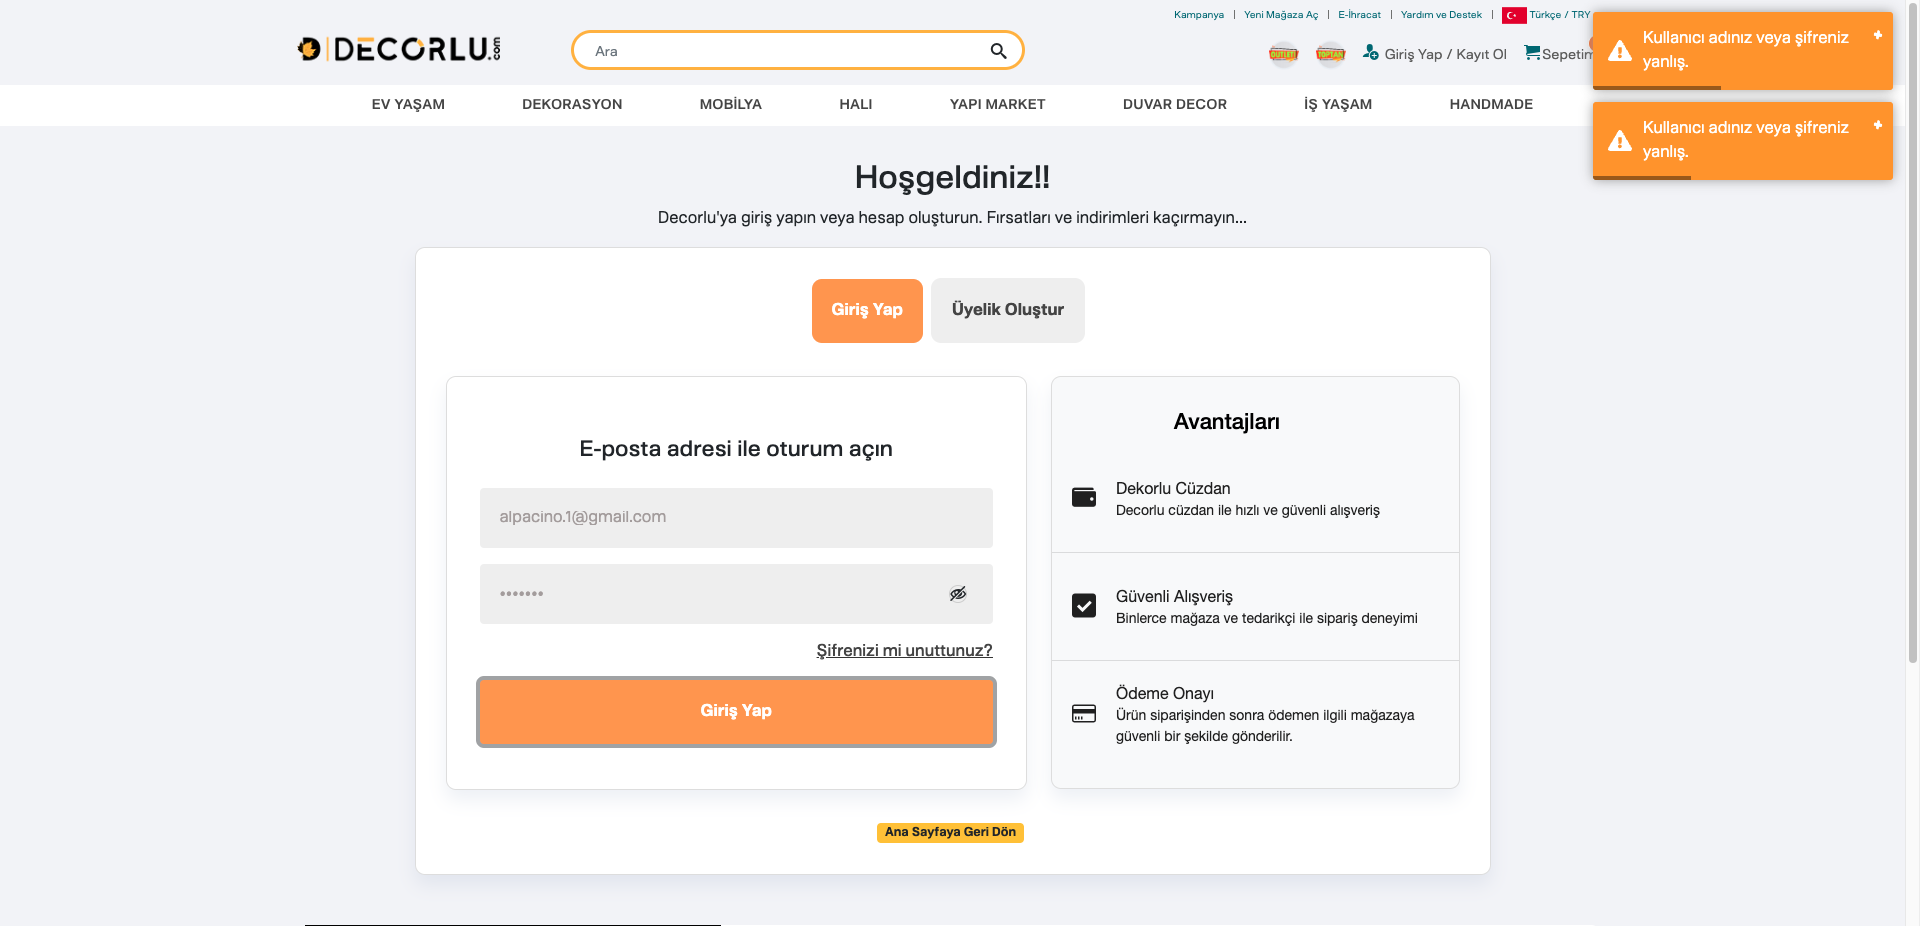 Kampanya | Yeni Mağaza Aç | E-İhracat | Yardım ve Destek | Türkçe / TRY
DECORLU.com
Ara
OUTLET
TOPTAN
Giriş Yap / Kayıt Ol
Sepetim
Kullanıcı adınız veya şifreniz
yanlış.
Kullanıcı adınız veya şifreniz
yanlış.
EV YAŞAM
DEKORASYON
MOBİLYA
HALI
YAPI MARKET
DUVAR DECOR
İŞ YAŞAM
HANDMADE
Hoşgeldiniz!!
Decorlu'ya giriş yapın veya hesap oluşturun. Fırsatları ve indirimleri kaçırmayın...
Giriş Yap
Üyelik Oluştur
E-posta adresi ile oturum açın
alpacino.1@gmail.com
•••••••
Şifrenizi mi unuttunuz?
Giriş Yap
Avantajları
Dekorlu Cüzdan
Decorlu cüzdan ile hızlı ve güvenli alışveriş
Güvenli Alışveriş
Binlerce mağaza ve tedarikçi ile sipariş deneyimi
Ödeme Onayı
Ürün siparişinden sonra ödemen ilgili mağazaya
güvenli bir şekilde gönderilir.
Ana Sayfaya Geri Dön